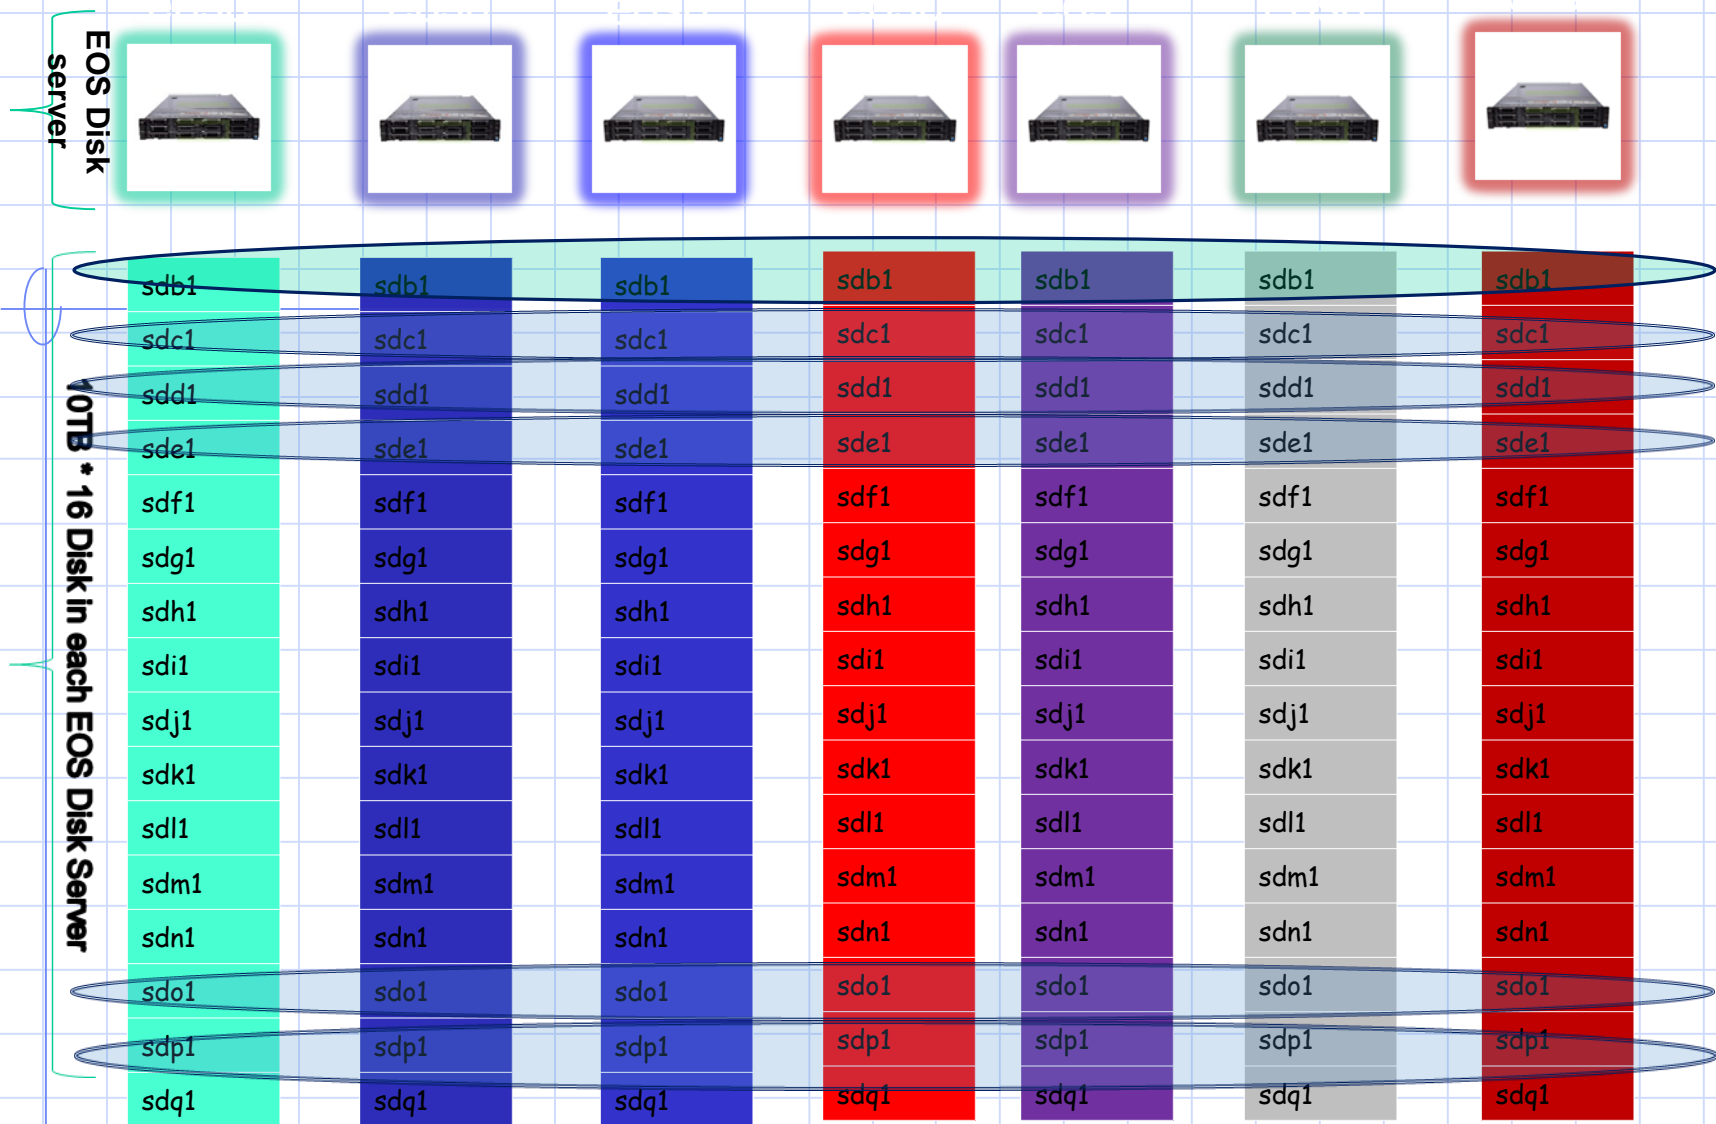 EOS Disk
server
10TB * 16 Disk in each EOS Disk Server
sdb1 sdb1 sdb1 sdb1 sdb1 sdb1 sdb1
sdc1 sdc1 sdc1 sdc1 sdc1 sdc1 sdc1
sdd1 sdd1 sdd1 sdd1 sdd1 sdd1 sdd1
sde1 sde1 sde1 sde1 sde1 sde1 sde1
sdf1 sdf1 sdf1 sdf1 sdf1 sdf1 sdf1
sdg1 sdg1 sdg1 sdg1 sdg1 sdg1 sdg1
sdh1 sdh1 sdh1 sdh1 sdh1 sdh1 sdh1
sdi1 sdi1 sdi1 sdi1 sdi1 sdi1 sdi1
sdj1 sdj1 sdj1 sdj1 sdj1 sdj1 sdj1
sdk1 sdk1 sdk1 sdk1 sdk1 sdk1 sdk1
sdl1 sdl1 sdl1 sdl1 sdl1 sdl1 sdl1
sdm1 sdm1 sdm1 sdm1 sdm1 sdm1 sdm1
sdn1 sdn1 sdn1 sdn1 sdn1 sdn1 sdn1
sdo1 sdo1 sdo1 sdo1 sdo1 sdo1 sdo1
sdp1 sdp1 sdp1 sdp1 sdp1 sdp1 sdp1
sdq1 sdq1 sdq1 sdq1 sdq1 sdq1 sdq1